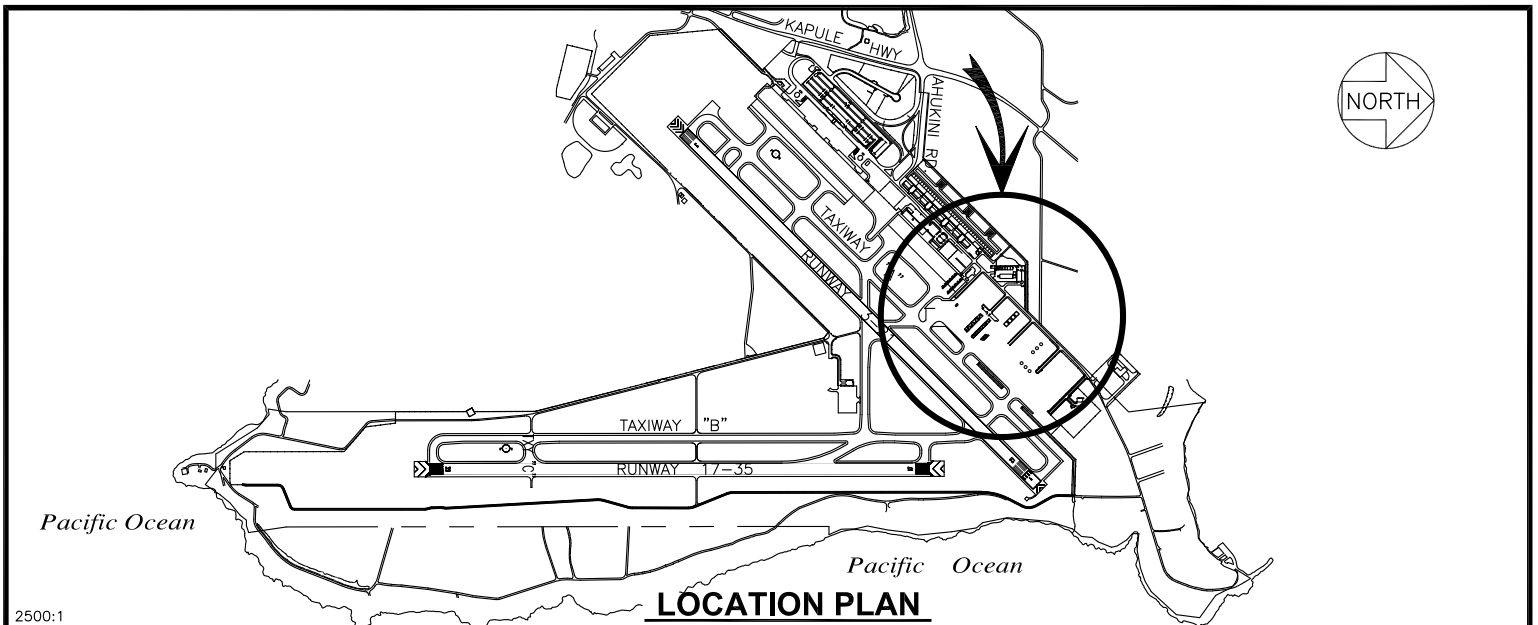 KAPULE HWY
AHUKINI RD
NORTH
TAXIWAY
RUNWAY
TAXIWAY "B"
"C"
RUNWAY 17-35
Pacific Ocean
Pacific Ocean
LOCATION PLAN
2500:1